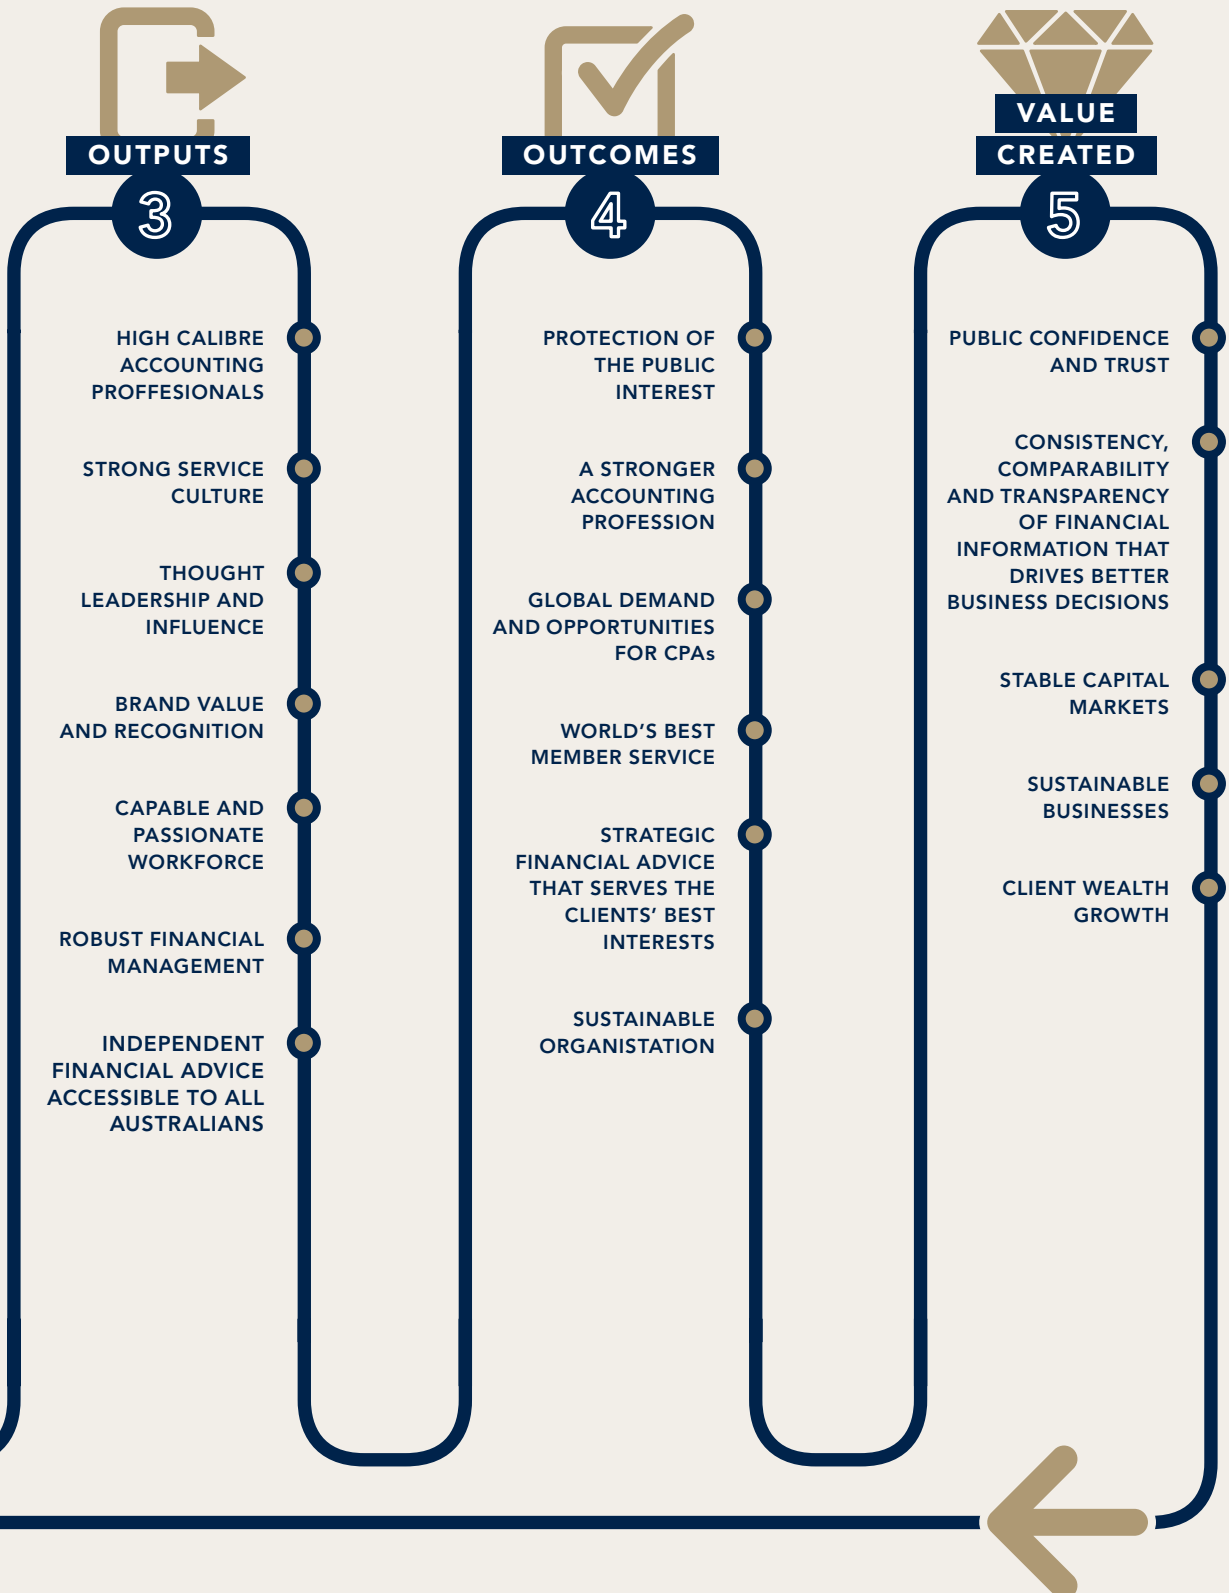 OUTPUTS
3
HIGH CALIBRE
ACCOUNTING
PROFFESIONALS
STRONG SERVICE
CULTURE
THOUGHT
LEADERSHIP AND
INFLUENCE
BRAND VALUE
AND RECOGNITION
CAPABLE AND
PASSIONATE
WORKFORCE
ROBUST FINANCIAL
MANAGEMENT
INDEPENDENT
FINANCIAL ADVICE
ACCESSIBLE TO ALL
AUSTRALIANS
OUTCOMES
4
PROTECTION OF
THE PUBLIC
INTEREST
A STRONGER
ACCOUNTING
PROFESSION
GLOBAL DEMAND
AND OPPORTUNITIES
FOR CPAs
WORLD’S BEST
MEMBER SERVICE
STRATEGIC
FINANCIAL ADVICE
THAT SERVES THE
CLIENTS’ BEST
INTERESTS
SUSTAINABLE
ORGANISTATION
VALUE
CREATED
5
PUBLIC CONFIDENCE
AND TRUST
CONSISTENCY,
COMPARABILITY
AND TRANSPARENCY
OF FINANCIAL
INFORMATION THAT
DRIVES BETTER
BUSINESS DECISIONS
STABLE CAPITAL
MARKETS
SUSTAINABLE
BUSINESSES
CLIENT WEALTH
GROWTH